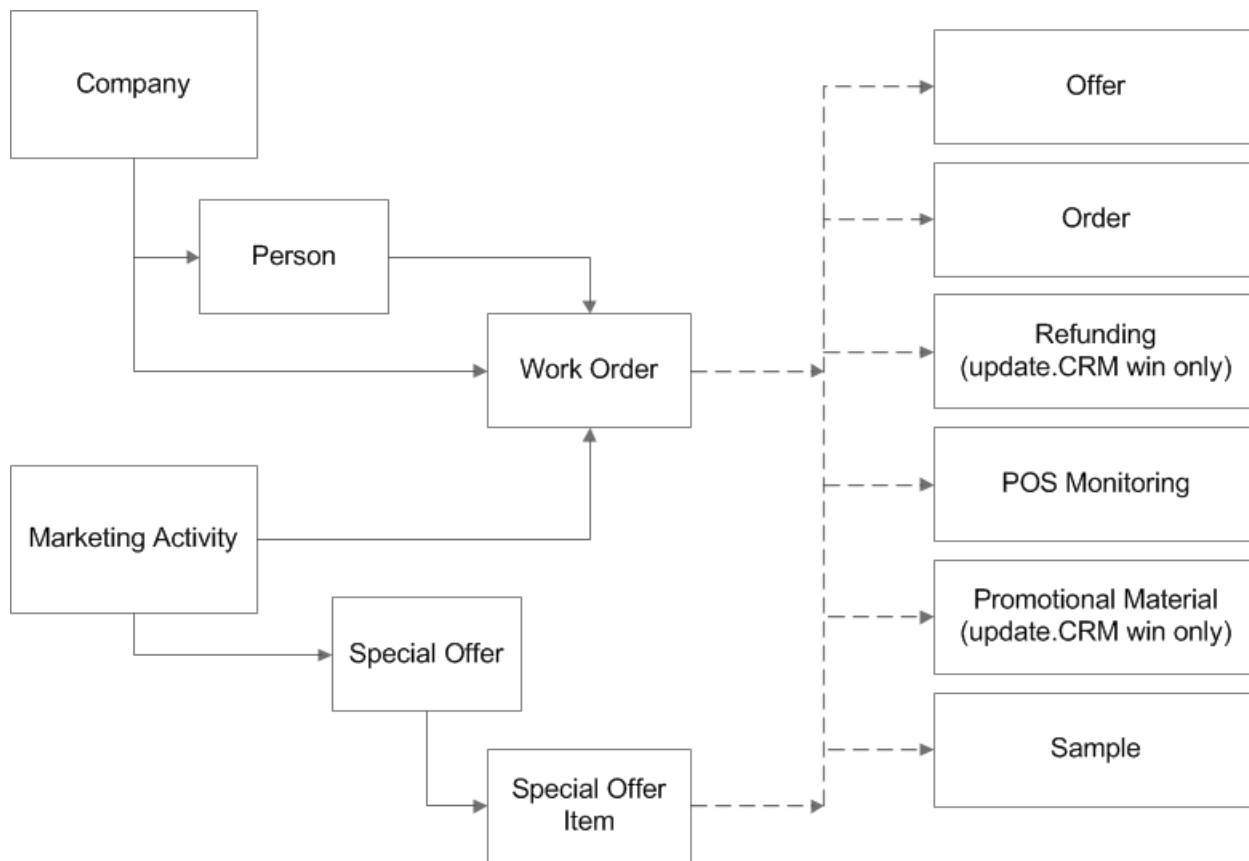 Company
Person
Work Order
Marketing Activity
Special Offer
Special Offer
Item
Offer
Order
Refunding
(update.CRM win only)
POS Monitoring
Promotional Material
(update.CRM win only)
Sample